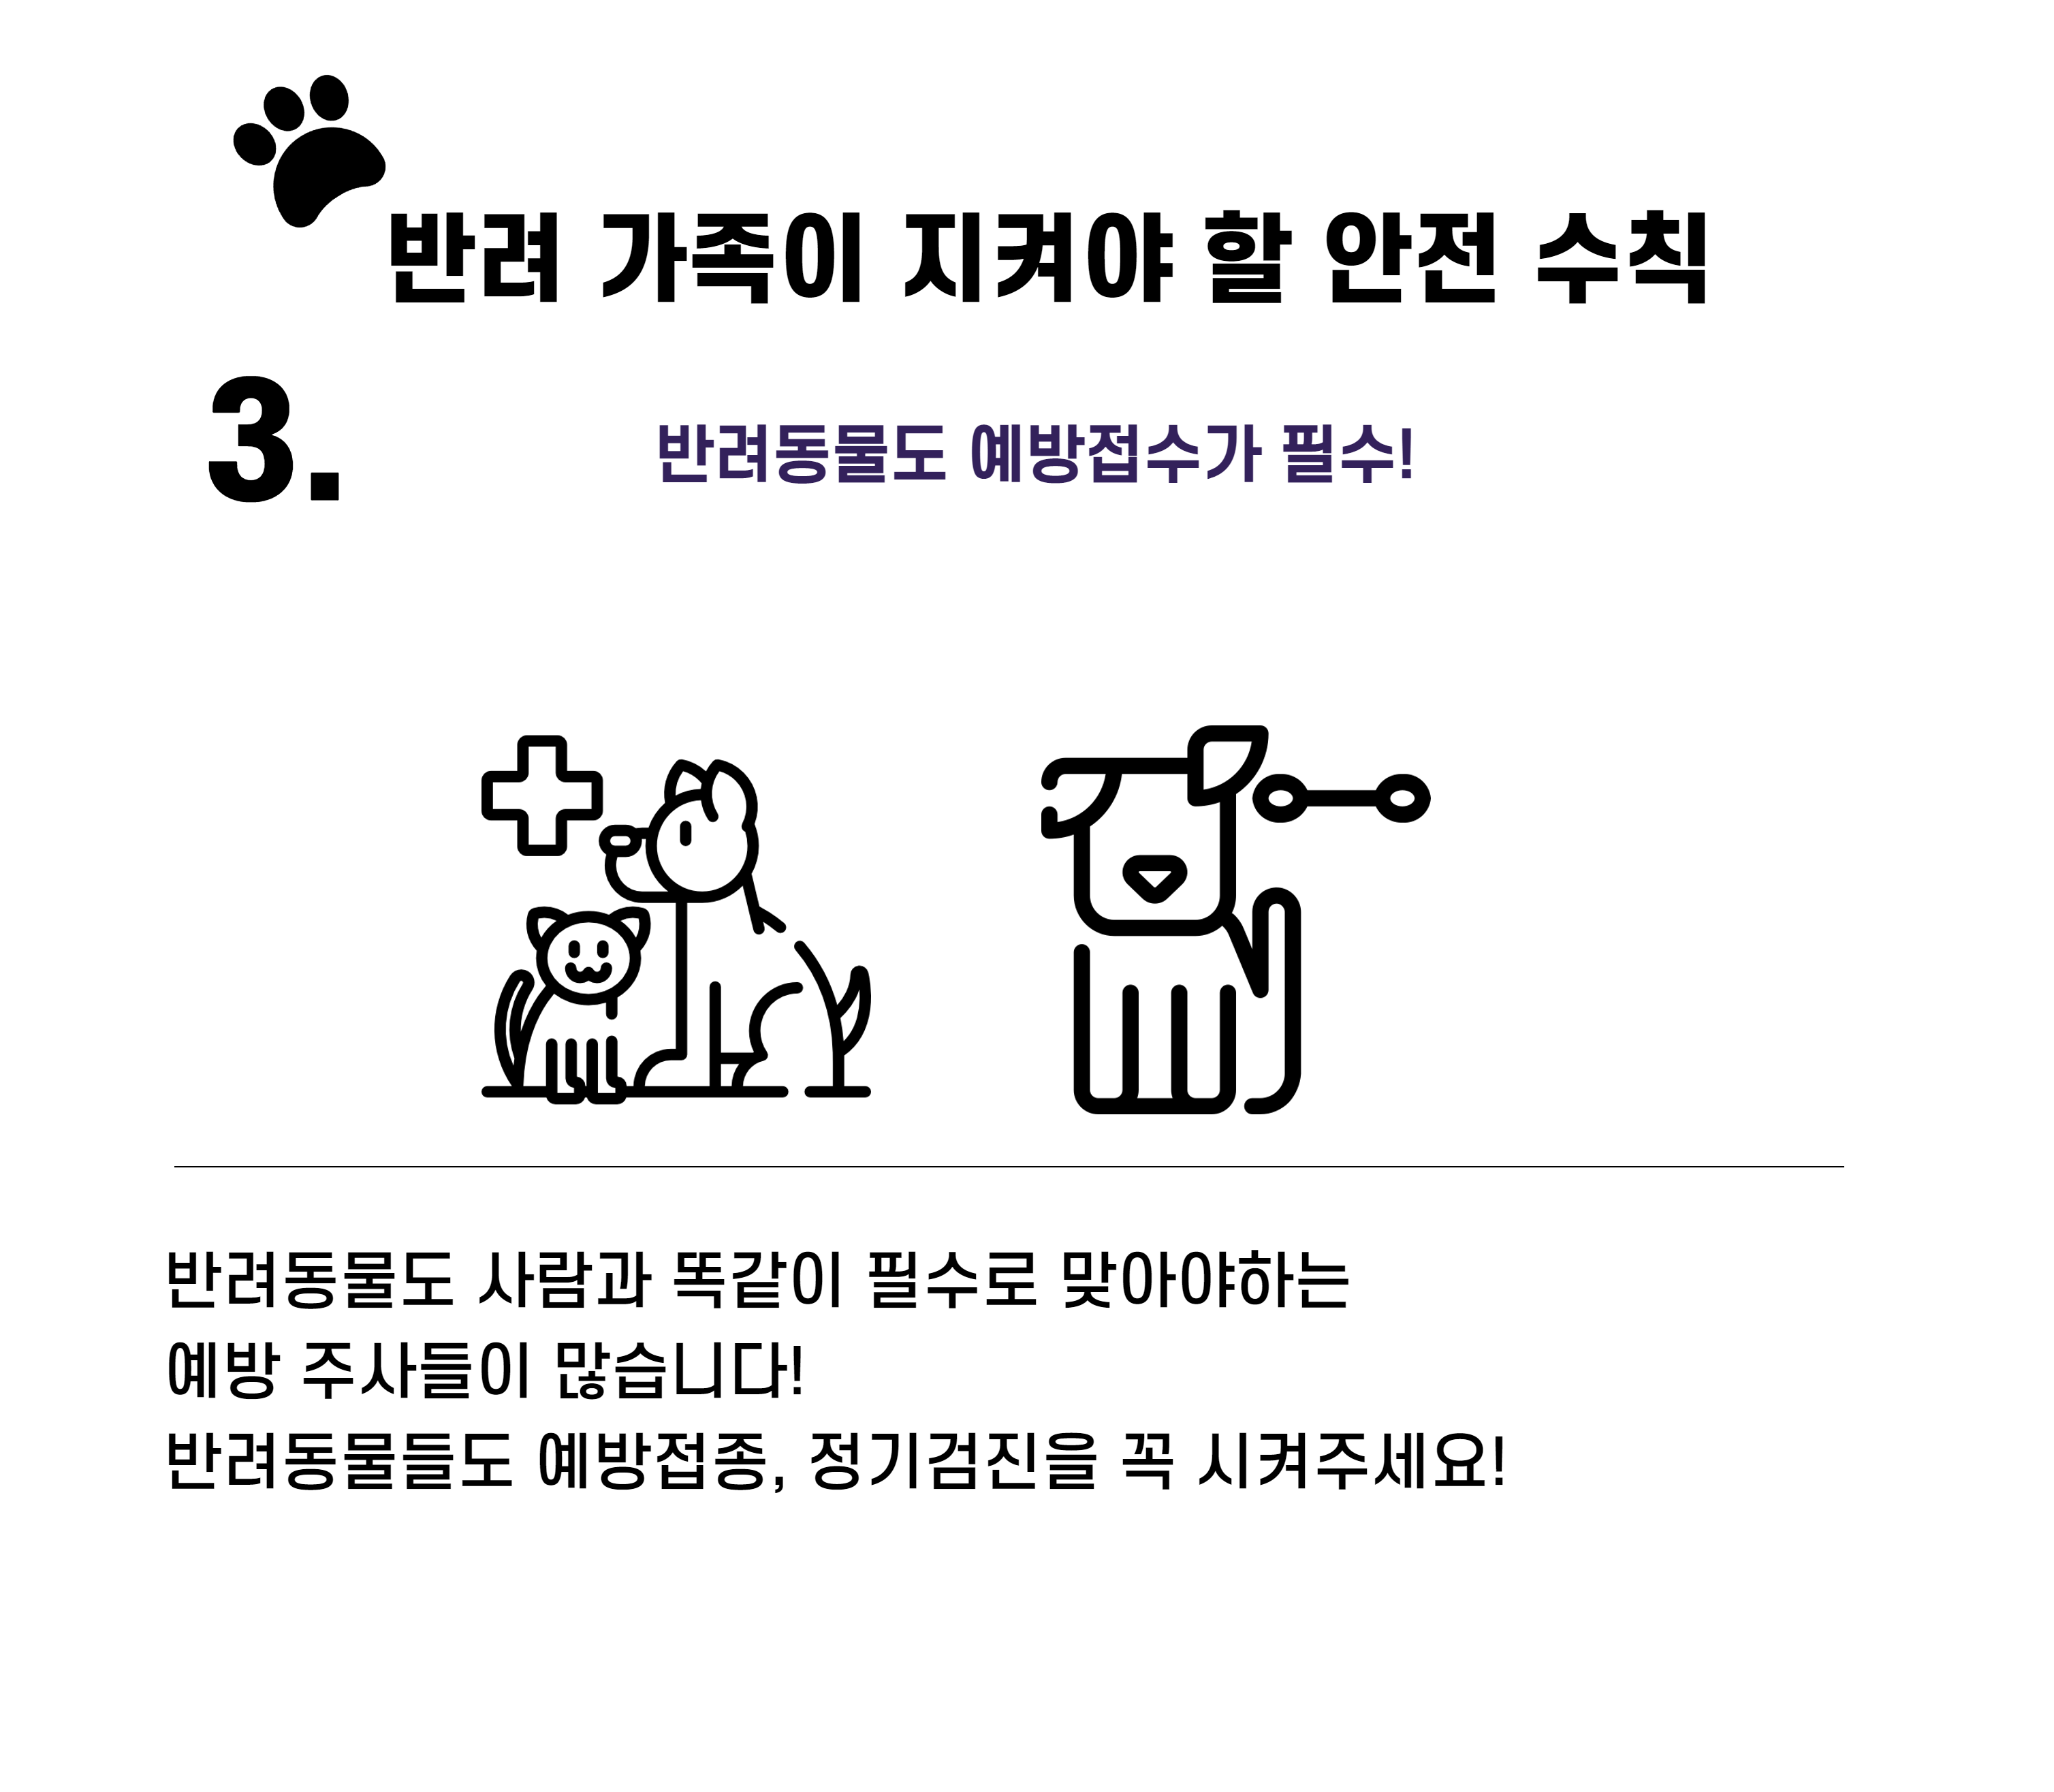 반려 가족이 지켜야 할 안전 수칙
3.
반려동물도 예방접수가 필수!
반려동물도 사람과 똑같이 필수로 맞아야하는
예방 주사들이 많습니다!
반려동물들도 예방접종, 정기검진을 꼭 시켜주세요!